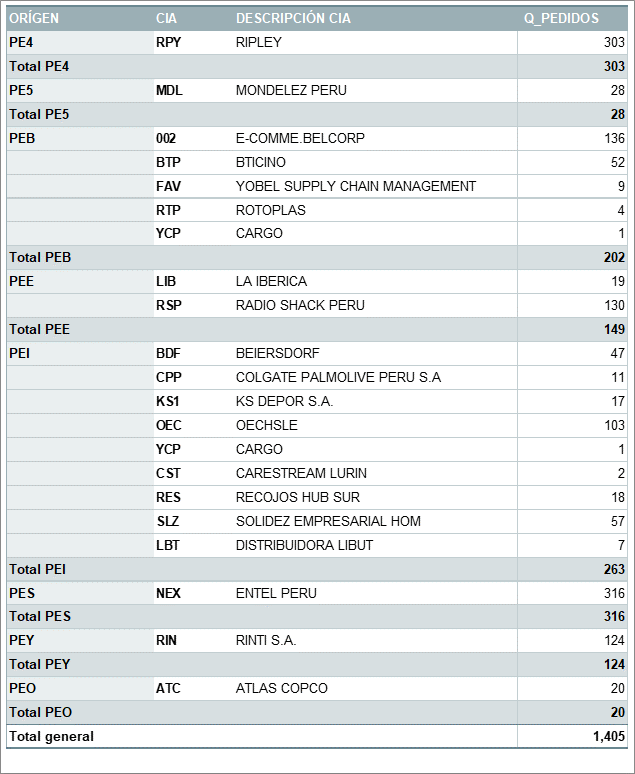 ORÍGEN CIA DESCRIPCIÓN CIA Q_PEDIDOS
PE4 RPY RIPLEY 303
Total PE4 303
PE5 MDL MONDELEZ PERU 28
Total PE5 28
PEB 002 E-COMME.BELCORP 136
BTP BTICINO 52
FAV YOBEL SUPPLY CHAIN MANAGEMENT 9
RTP ROTOPLAS 4
YCP CARGO 1
Total PEB 202
PEE LIB LA IBERICA 19
RSP RADIO SHACK PERU 130
Total PEE 149
PEI BDF BEIERSDORF 47
CPP COLGATE PALMOLIVE PERU S.A 11
KS1 KS DEPOR S.A. 17
OEC OECHSLE 103
YCP CARGO 1
CST CARESTREAM LURIN 2
RES RECOJOS HUB SUR 18
SLZ SOLIDEZ EMPRESARIAL HOM 57
LBT DISTRIBUIDORA LIBUT 7
Total PEI 263
PES NEX ENTEL PERU 316
Total PES 316
PEY RIN RINTI S.A. 124
Total PEY 124
PEO ATC ATLAS COPCO 20
Total PEO 20
Total general 1,405